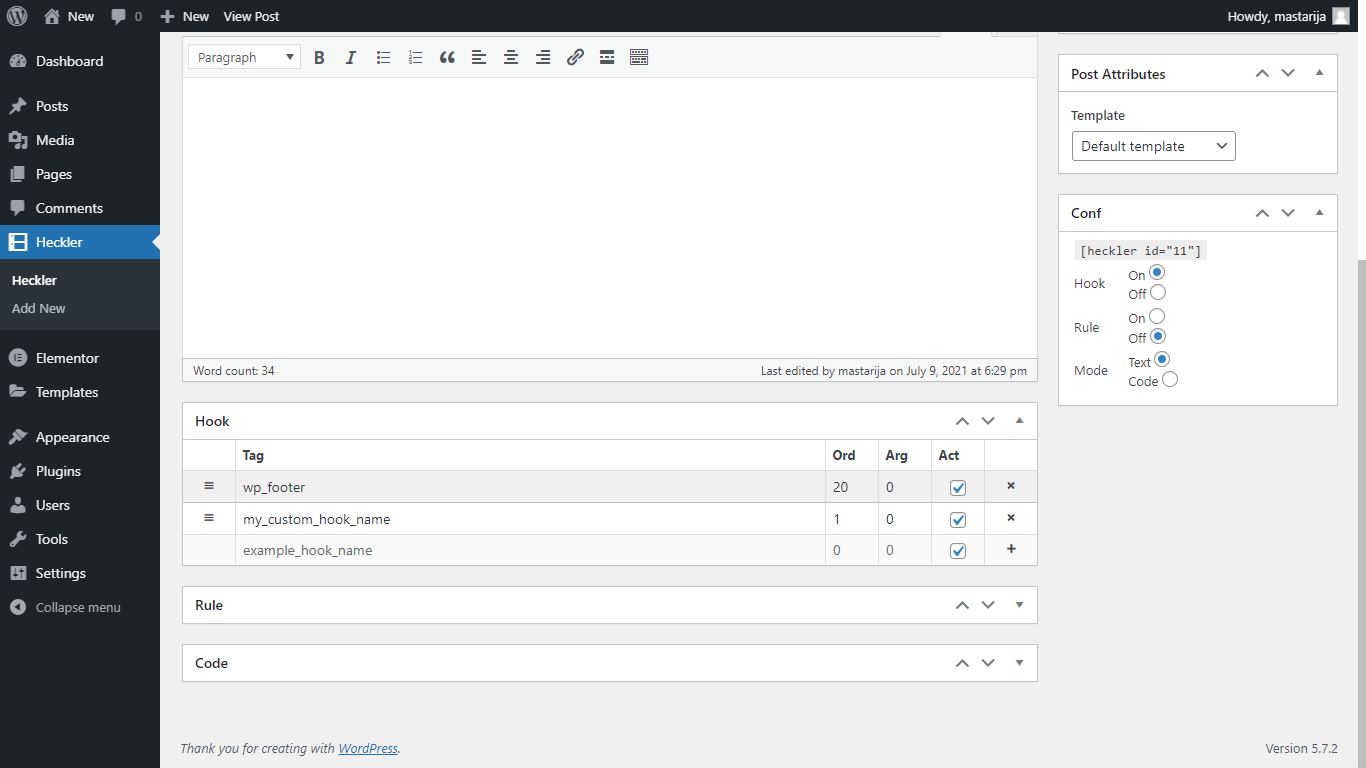 New 0 New View Post Howdy, mastarija
Dashboard
Posts
Media
Pages
Comments
Heckler
Heckler
Add New
Elementor
Templates
Appearance
Plugins
Users
Tools
Settings
Collapse menu
Paragraph B I
Word count: 34 Last edited by mastarija on July 9, 2021 at 6:29 pm
Hook
Tag Ord Arg Act
wp_footer 20 0
my_custom_hook_name 1 0
example_hook_name 0 0
Rule
Code
Post Attributes
Template
Default template
Conf
[heckler id="11"]
Hook On
Off
Rule On
Off
Mode Text
Code
Thank you for creating with WordPress. Version 5.7.2